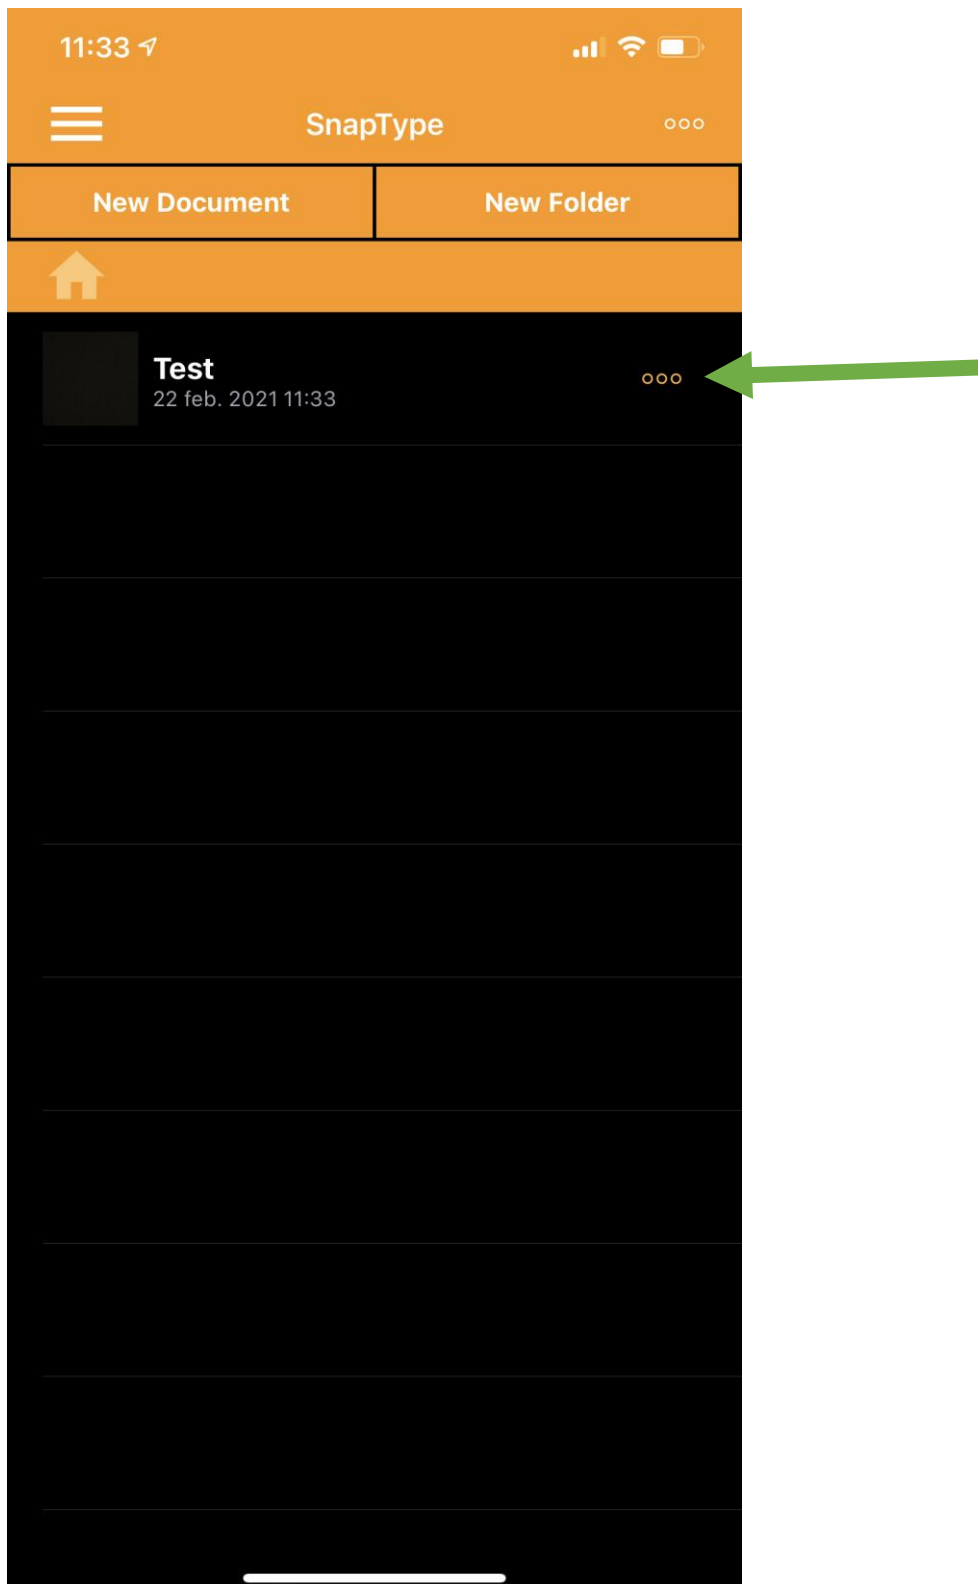 11:33
SnapType
New Document
New Folder
Test
22 feb. 2021 11:33